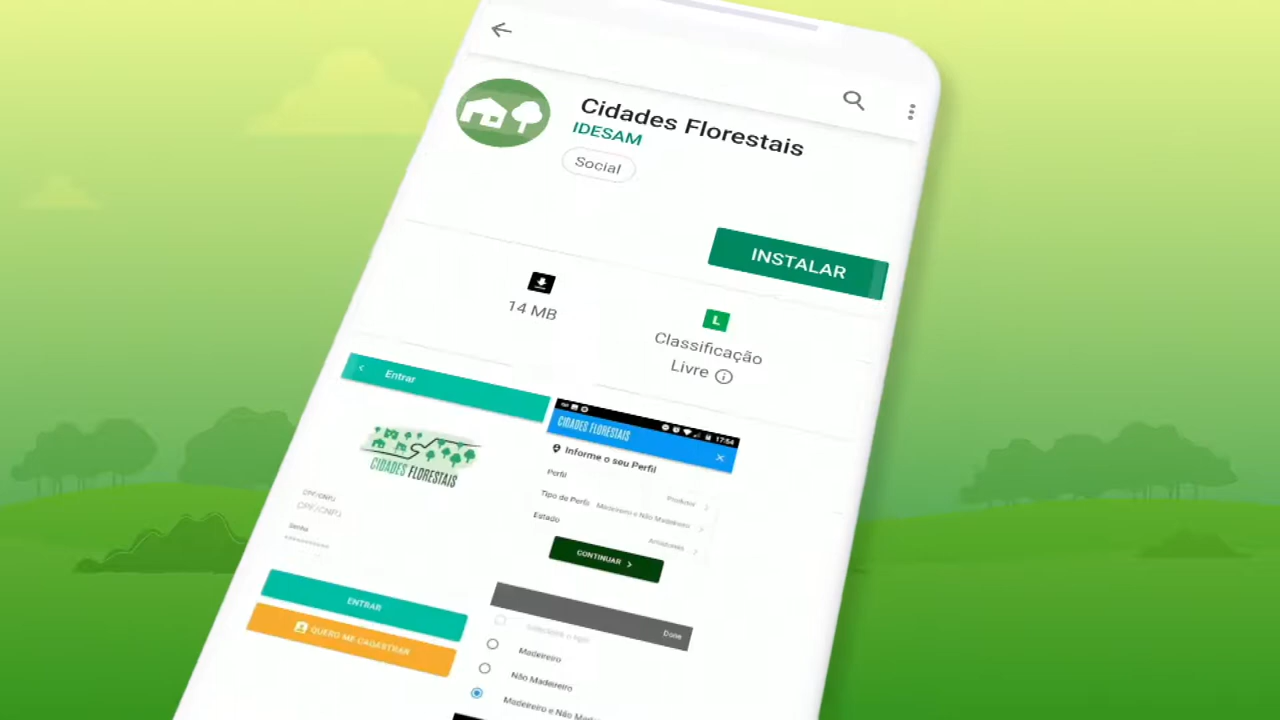 Cidades Florestais
IDESAM
Social
INSTALAR
14 MB
L
Classificação
Livre
Entrar
CIDADES FLORESTAIS
CPF/CNPJ
CPF/CNPJ
Senha
ENTRAR
QUERO ME CADASTRAR
17:54
CIDADES FLORESTAIS
Informe o seu Perfil
Perfil
Produtor
Tipo de Perfil Madeireiro e Não Madeireiro
Estado
Amazonas
CONTINUAR
Done
Madeireiro
Não Madeireiro
Madeireiro e Não